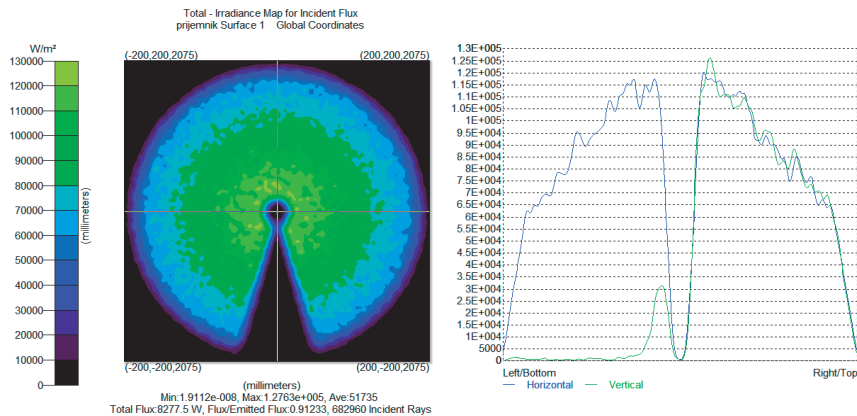 Total - Irradiance Map for Incident Flux
prijemnik Surface 1 Global Coordinates
W/m²
130000
120000
110000
100000
90000
80000
70000
60000
50000
40000
30000
20000
10000
0
(millimeters)
(-200,200,2075) (200,200,2075)
(-200,-200,2075) (200,-200,2075)
(millimeters)
Min:1.9112e-008, Max:1.2763e+005, Ave:51735
Total Flux:8277.5 W, Flux/Emitted Flux:0.91233, 682960 Incident Rays
1.3E+005
1.25E+005
1.2E+005
1.15E+005
1.1E+005
1.05E+005
1E+005
9.5E+004
9E+004
8.5E+004
8E+004
7.5E+004
7E+004
6.5E+004
6E+004
5.5E+004
5E+004
4.5E+004
4E+004
3.5E+004
3E+004
2.5E+004
2E+004
1.5E+004
1E+004
5000
0
Left/Bottom Right/Top
Horizontal Vertical